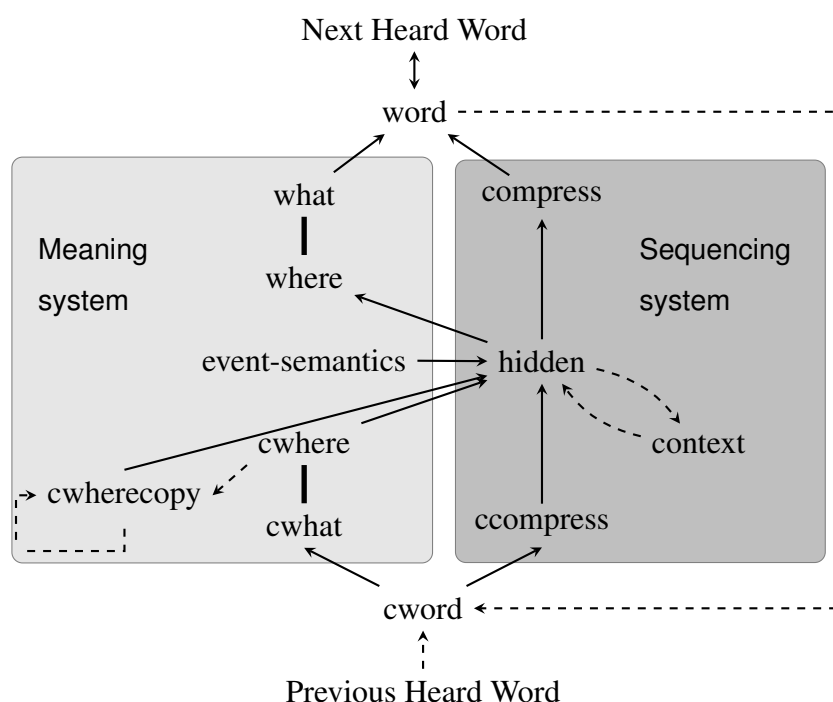 Next Heard Word
word
what
compress
Meaning
system
Sequencing
system
where
event-semantics
hidden
cwhere
context
cwherecopy
cwhat
ccompress
cword
Previous Heard Word